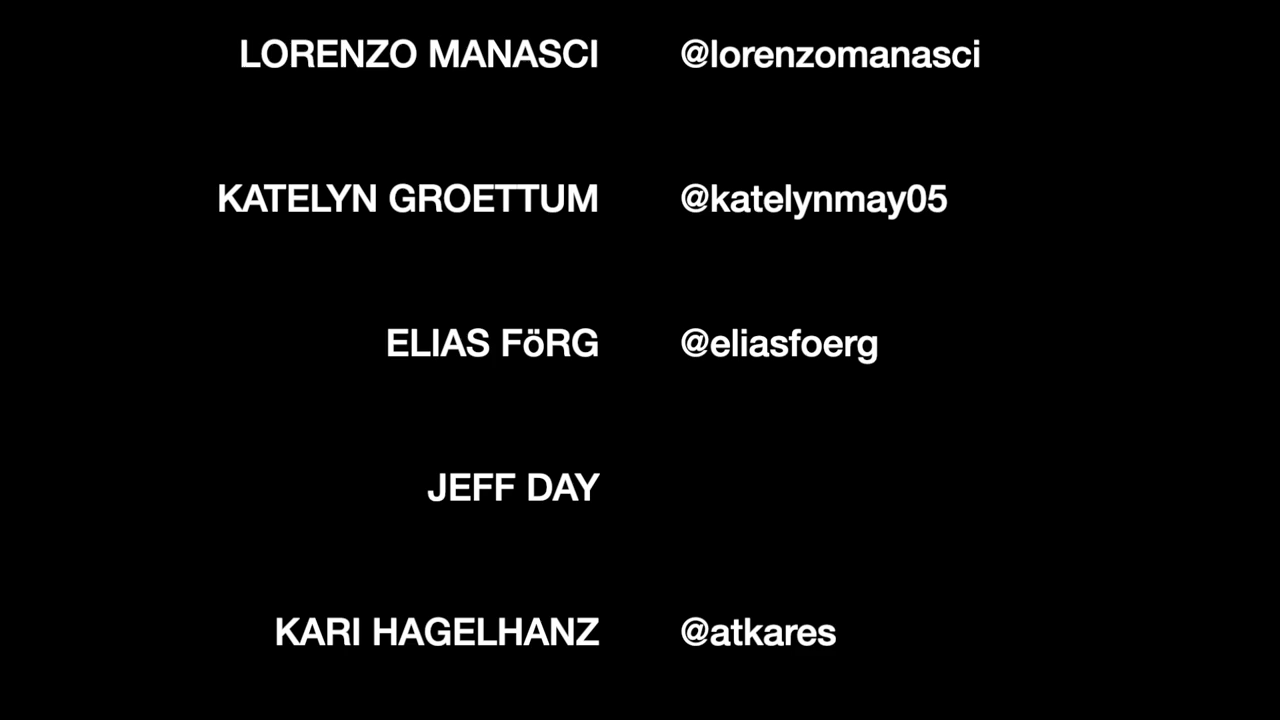 LORENZO MANASCI @lorenzomanasci
KATELYN GROETTUM @katelynmay05
ELIAS FöRG @eliasfoerg
JEFF DAY
KARI HAGELHANZ @atkares